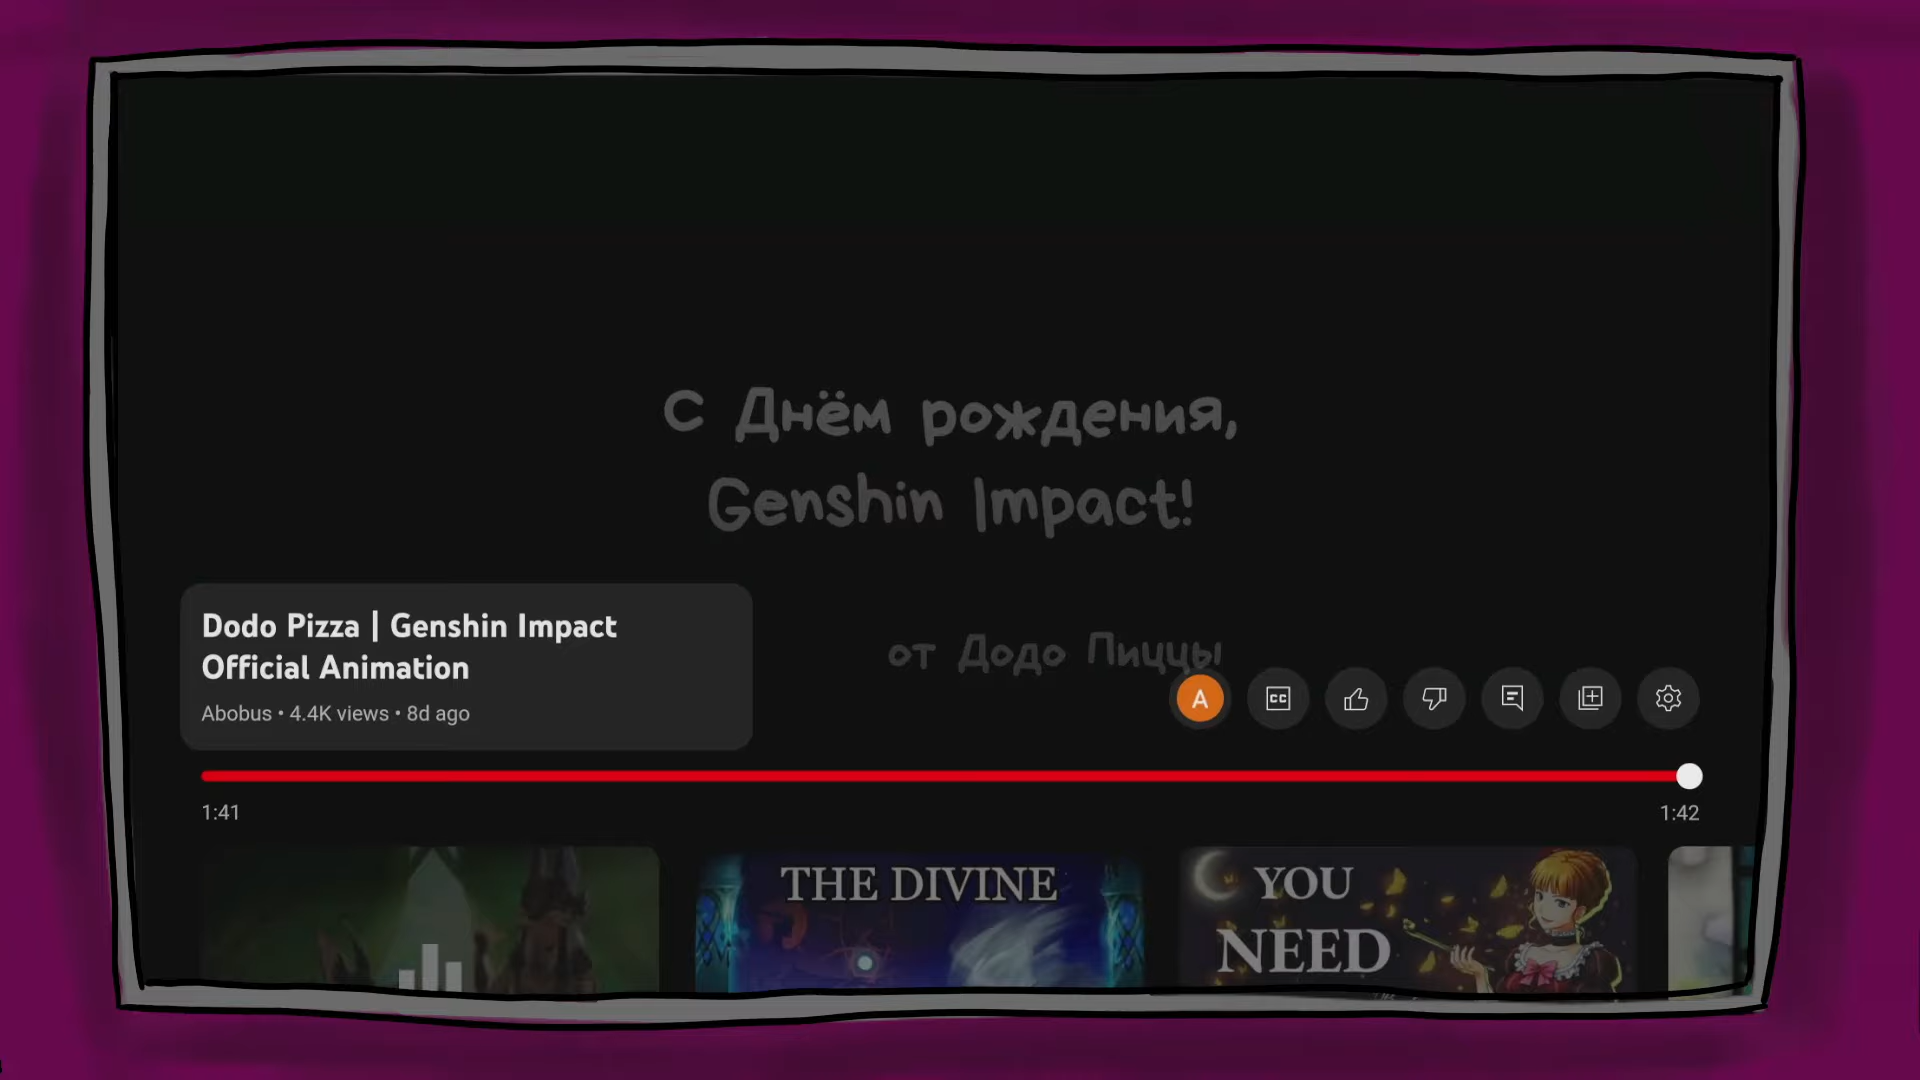 С Днём рождения,
Genshin Impact!
от Додо Пиццы
Dodo Pizza | Genshin Impact
Official Animation
Abobus • 4.4K views • 8d ago
A
CC
1:41
1:42
THE DIVINE
YOU
NEED